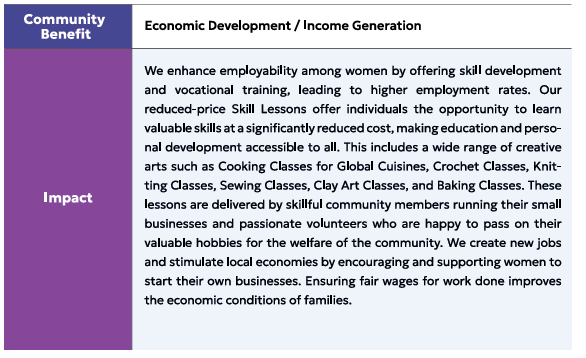 Community
Benefit
Economic Development / Income Generation
Impact
We enhance employability among women by offering skill development
and vocational training, leading to higher employment rates. Our
reduced-price Skill Lessons offer individuals the opportunity to learn
valuable skills at a significantly reduced cost, making education and perso-
nal development accessible to all. This includes a wide range of creative
arts such as Cooking Classes for Global Cuisines, Crochet Classes, Knit-
ting Classes, Sewing Classes, Clay Art Classes, and Baking Classes. These
lessons are delivered by skillful community members running their small
businesses and passionate volunteers who are happy to pass on their
valuable hobbies for the welfare of the community. We create new jobs
and stimulate local economies by encouraging and supporting women to
start their own businesses. Ensuring fair wages for work done improves
the economic conditions of families.